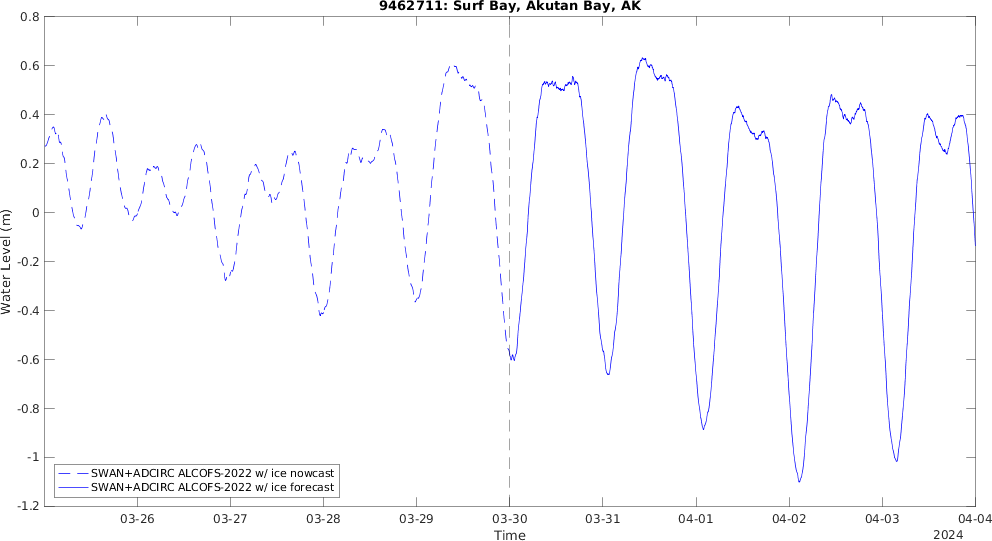 9462711: Surf Bay, Akutan Bay, AK
0.8
0.6
0.4
0.2
0
-0.2
-0.4
-0.6
-0.8
-1
-1.2
Water Level (m)
SWAN+ADCIRC ALCOFS-2022 w/ ice nowcast
SWAN+ADCIRC ALCOFS-2022 w/ ice forecast
03-26 03-27 03-28 03-29 03-30 03-31 04-01 04-02 04-03 04-04
Time
2024